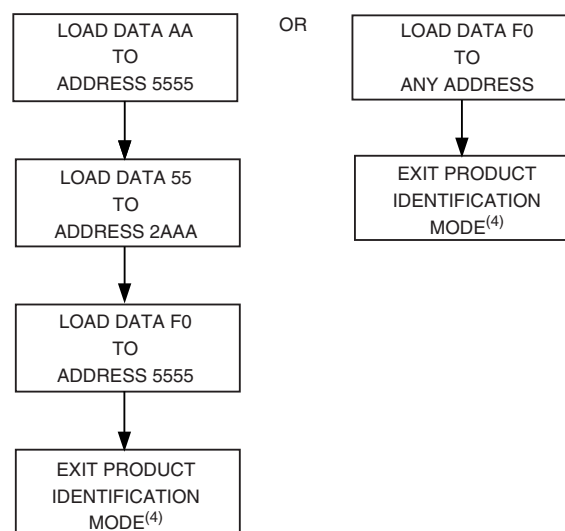 LOAD DATA AA
TO
ADDRESS 5555
LOAD DATA 55
TO
ADDRESS 2AAA
LOAD DATA F0
TO
ADDRESS 5555
EXIT PRODUCT
IDENTIFICATION
MODE(4)
OR
LOAD DATA F0
TO
ANY ADDRESS
EXIT PRODUCT
IDENTIFICATION
MODE(4)